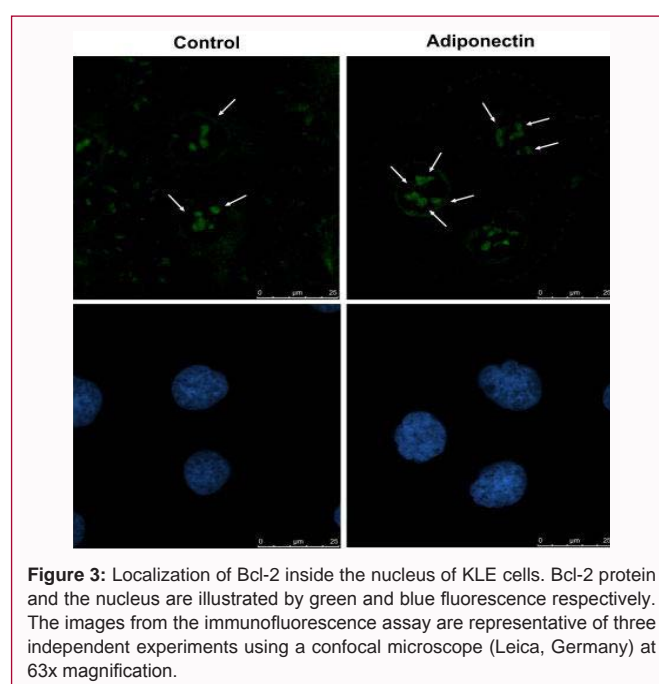 Control
Adiponectin
0 µm 25
0 µm 25
0 µm 25
0 µm 25
Figure 3: Localization of Bcl-2 inside the nucleus of KLE cells. Bcl-2 protein
and the nucleus are illustrated by green and blue fluorescence respectively.
The images from the immunofluorescence assay are representative of three
independent experiments using a confocal microscope (Leica, Germany) at
63x magnification.